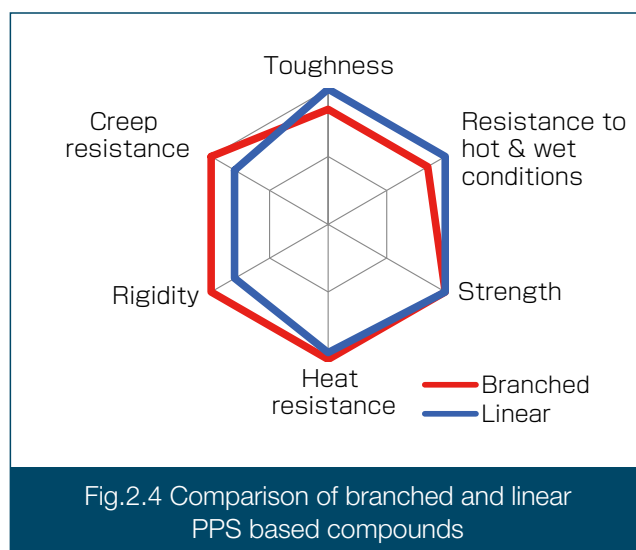 Toughness
Creep
resistance
Resistance to
hot & wet
conditions
Rigidity
Strength
Heat
resistance
Branched
Linear
Fig.2.4 Comparison of branched and linear
PPS based compounds